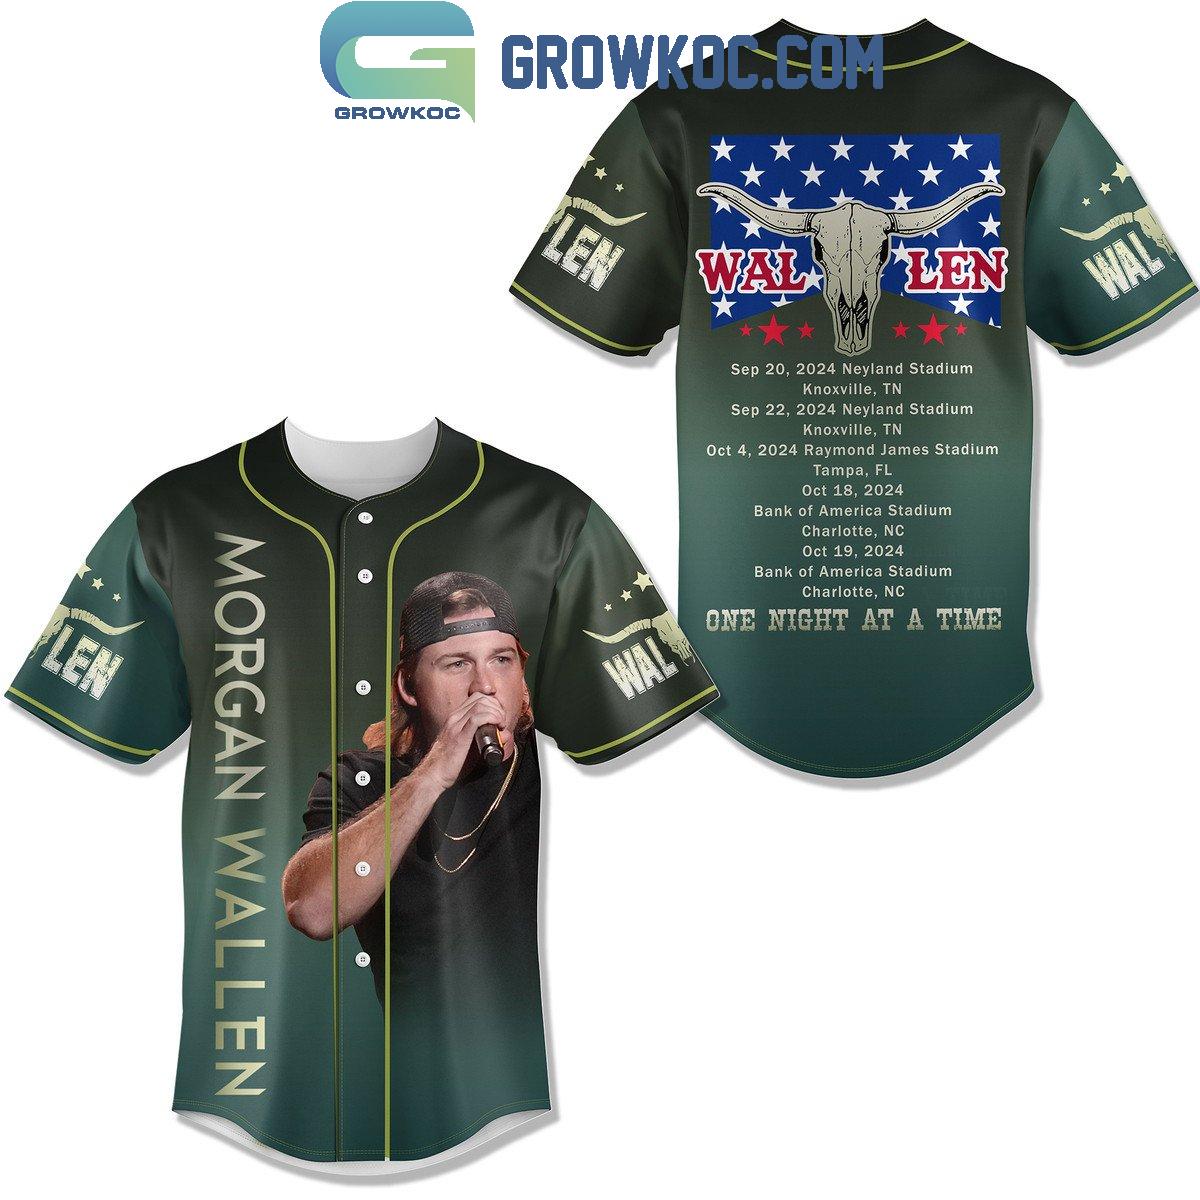 GROWKOC
GROWKOC.COM
LEN
WAL
WAL LEN
Sep 20, 2024 Neyland Stadium
Knoxville, TN
Sep 22, 2024 Neyland Stadium
Knoxville, TN
Oct 4, 2024 Raymond James Stadium
Tampa, FL
Oct 18, 2024
Bank of America Stadium
Charlotte, NC
Oct 19, 2024
Bank of America Stadium
Charlotte, NC
ONE NIGHT AT A TIME
MORGAN WALLEN
LEN
WAL